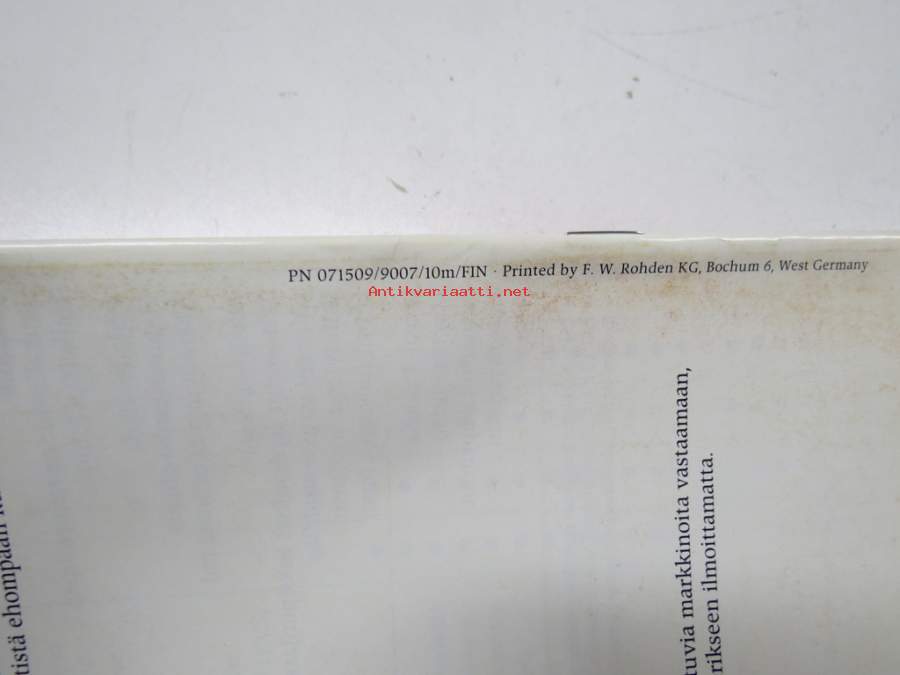 PN 071509/9007/10m/FIN · Printed by F. W. Rohden KG, Bochum 6, West Germany
Antikvariaatti.net
tuvia markkinoita vastaamaan,
rikseen ilmoittamatta.
tistä ehompaan